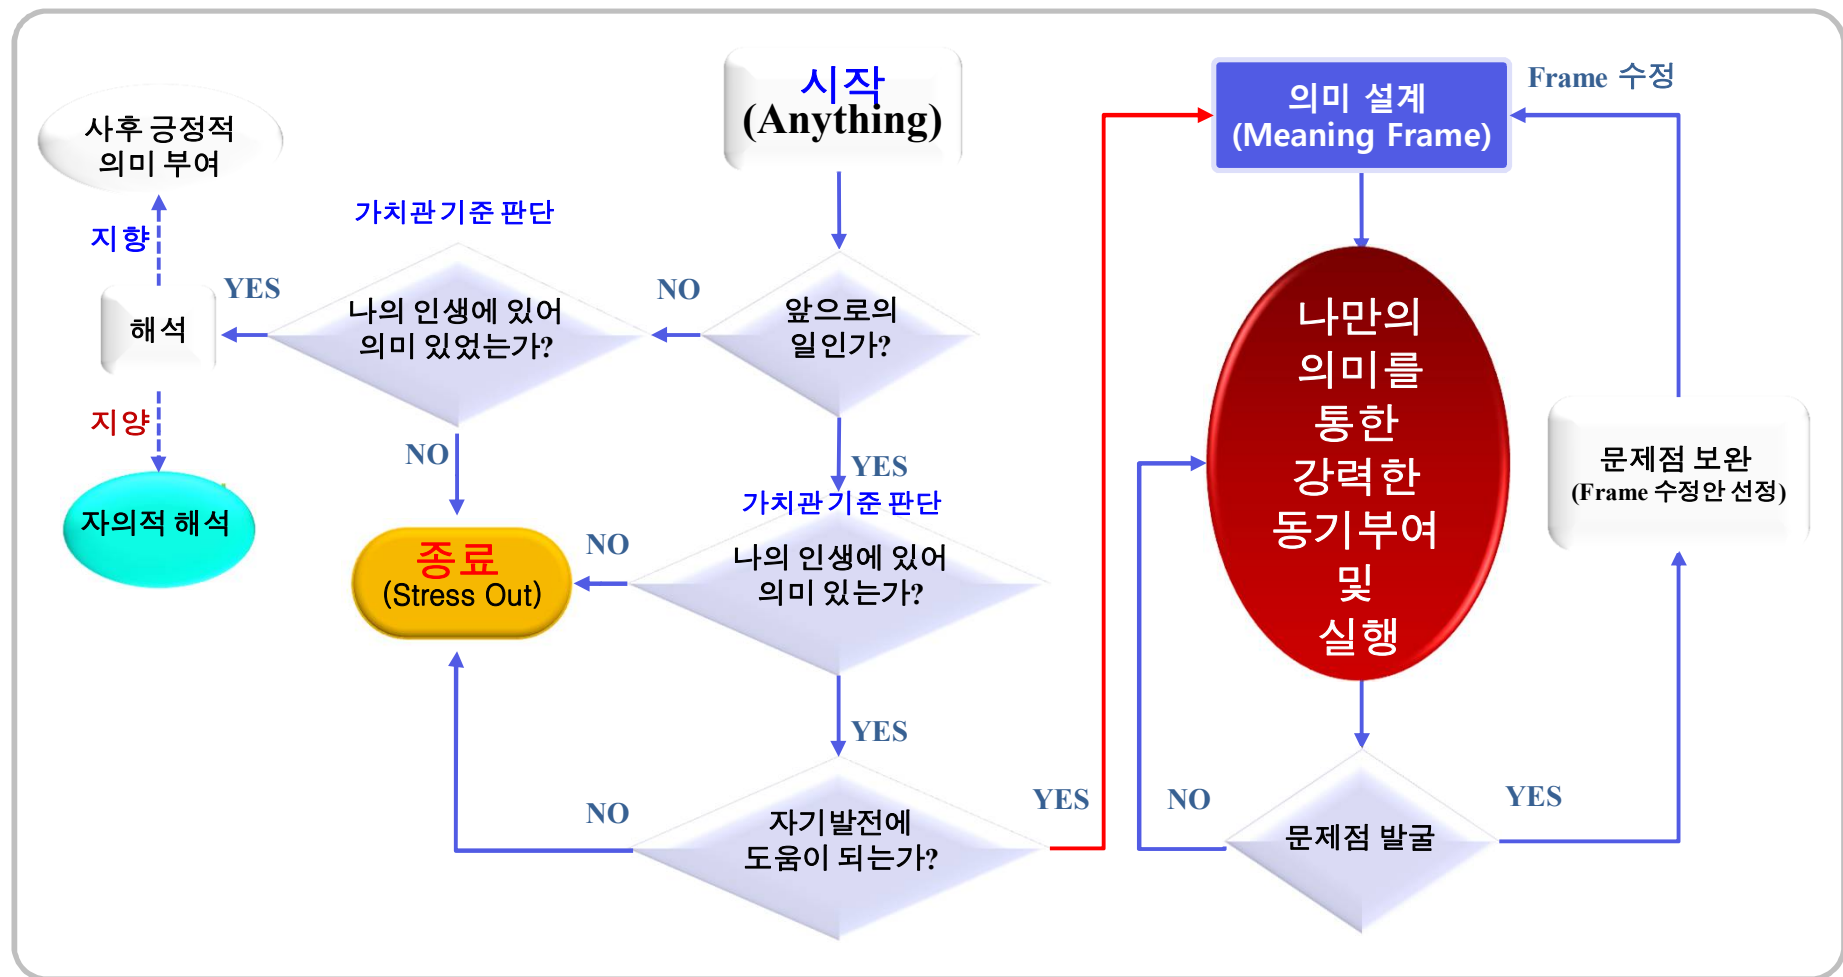 시작
(Anything)
의미 설계
(Meaning Frame)
Frame 수정
사후 긍정적
의미 부여
지향
가치관 기준 판단
YES
나의 인생에 있어
의미 있었는가?
NO
앞으로의
일인가?
해석
지양
자의적 해석
NO
YES
가치관 기준 판단
나의 인생에 있어
의미 있는가?
NO
종료
(Stress Out)
YES
자기발전에
도움이 되는가?
NO
YES
나만의
의미를
통한
강력한
동기부여
및
실행
문제점 보완
(Frame 수정안 선정)
NO
문제점 발굴
YES